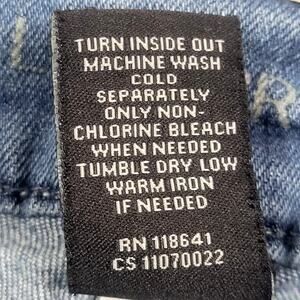 TURN INSIDE OUT
MACHINE WASH
COLD
SEPARATELY
ONLY NON-
CHLORINE BLEACH
WHEN NEEDED
TUMBLE DRY LOW
WARM IRON
IF NEEDED
RN 118641
CS 11070022